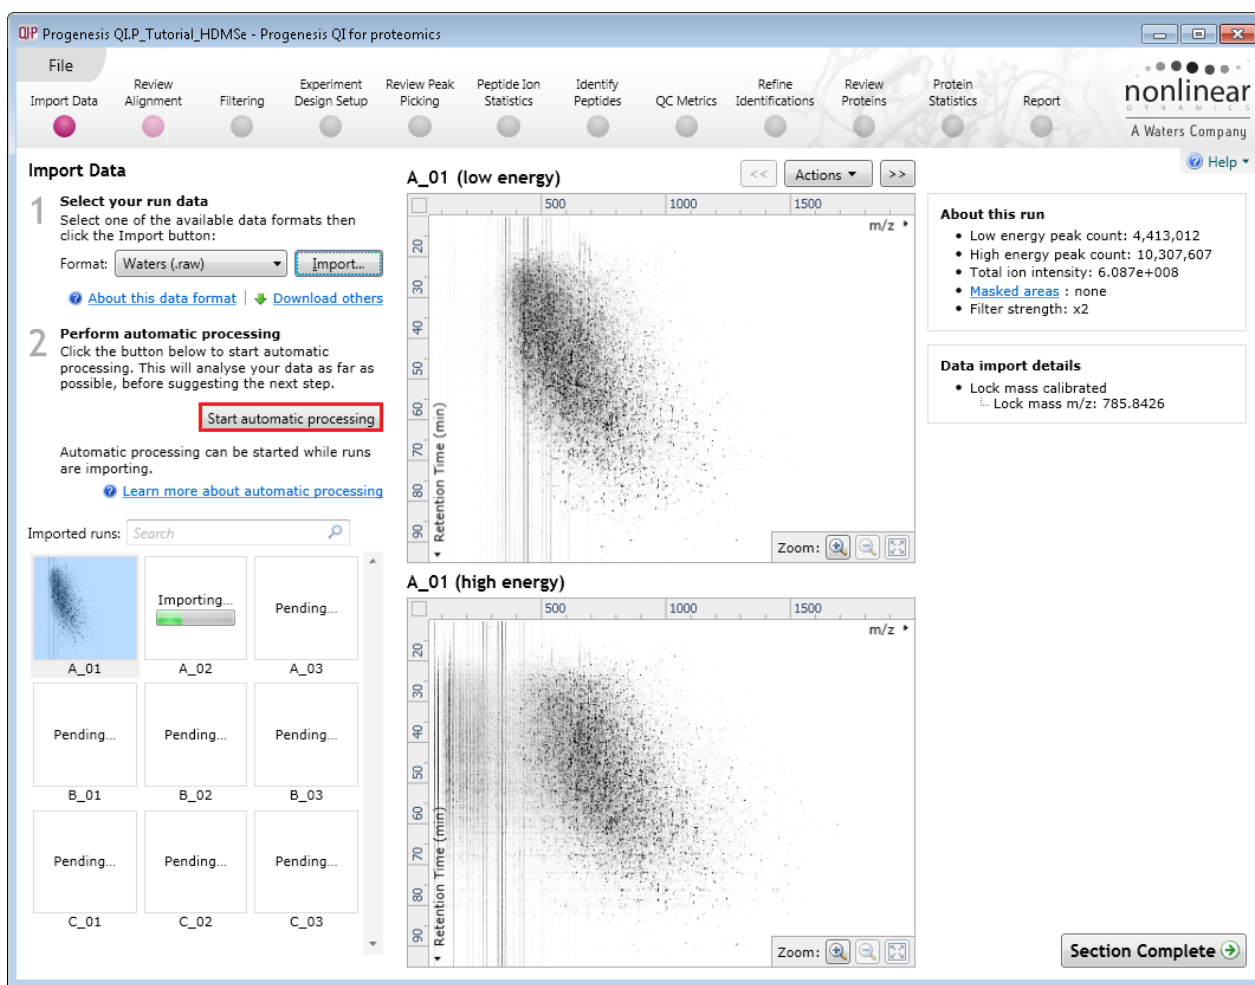 QI.P Progenesis QI.P_Tutorial_HDMSe - Progenesis QI for proteomics
File
Import Data
Review Alignment
Filtering
Experiment Design Setup
Review Peak Picking
Peptide Ion Statistics
Identify Peptides
QC Metrics
Refine Identifications
Review Proteins
Protein Statistics
Report
nonlinear
DYNAMICS
A Waters Company
Help
Import Data
1 Select your run data
Select one of the available data formats then
click the Import button:
Format: Waters (.raw) Import...
About this data format Download others
2 Perform automatic processing
Click the button below to start automatic
processing. This will analyse your data as far as
possible, before suggesting the next step.
Start automatic processing
Automatic processing can be started while runs
are importing.
Learn more about automatic processing
Imported runs: Search
Importing... Pending...
A_01 A_02 A_03
Pending... Pending... Pending...
B_01 B_02 B_03
Pending... Pending... Pending...
C_01 C_02 C_03
A_01 (low energy)
<< Actions >>
500 1000 1500
m/z
20
30
40
50
60
70
80
90
Retention Time (min)
Zoom:
A_01 (high energy)
500 1000 1500
m/z
20
30
40
50
60
70
80
90
Retention Time (min)
Zoom:
About this run
• Low energy peak count: 4,413,012
• High energy peak count: 10,307,607
• Total ion intensity: 6.087e+008
• Masked areas : none
• Filter strength: x2
Data import details
• Lock mass calibrated
Lock mass m/z: 785.8426
Section Complete